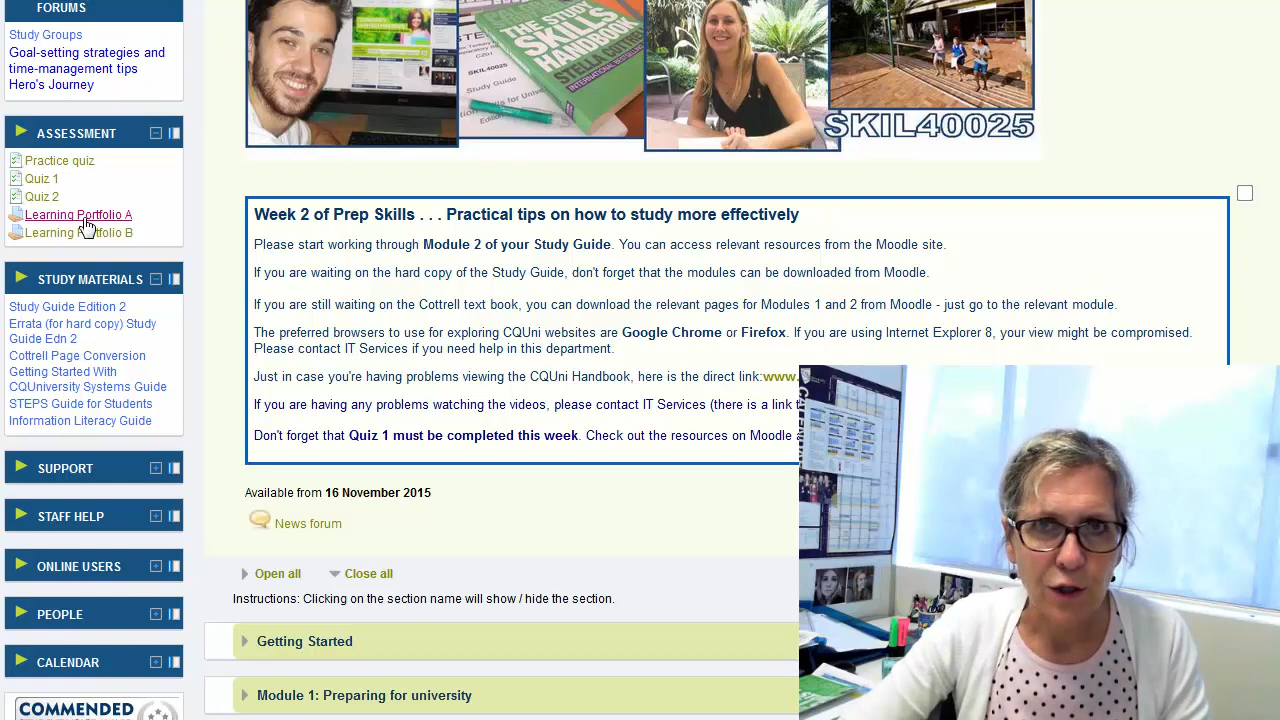 FORUMS
Study Groups
Goal-setting strategies and
time-management tips
Hero's Journey
ASSESSMENT
Practice quiz
Quiz 1
Quiz 2
Learning Portfolio A
Learning Portfolio B
STUDY MATERIALS
Study Guide Edition 2
Errata (for hard copy) Study
Guide Edn 2
Cottrell Page Conversion
Getting Started With
CQUniversity Systems Guide
STEPS Guide for Students
Information Literacy Guide
SUPPORT
STAFF HELP
ONLINE USERS
PEOPLE
CALENDAR
COMMENDED
SKIL40025
Study Guide
INTERNATIONAL
SKIL40025
Week 2 of Prep Skills . . . Practical tips on how to study more effectively
Please start working through Module 2 of your Study Guide. You can access relevant resources from the Moodle site.
If you are waiting on the hard copy of the Study Guide, don't forget that the modules can be downloaded from Moodle.
If you are still waiting on the Cottrell text book, you can download the relevant pages for Modules 1 and 2 from Moodle - just go to the relevant module.
The preferred browsers to use for exploring CQUni websites are Google Chrome or Firefox. If you are using Internet Explorer 8, your view might be compromised.
Please contact IT Services if you need help in this department.
Just in case you're having problems viewing the CQUni Handbook, here is the direct link:www.
If you are having any problems watching the videos, please contact IT Services (there is a link t
Don't forget that Quiz 1 must be completed this week. Check out the resources on Moodle a
Available from 16 November 2015
News forum
Open all
Close all
Instructions: Clicking on the section name will show / hide the section.
Getting Started
Module 1: Preparing for university